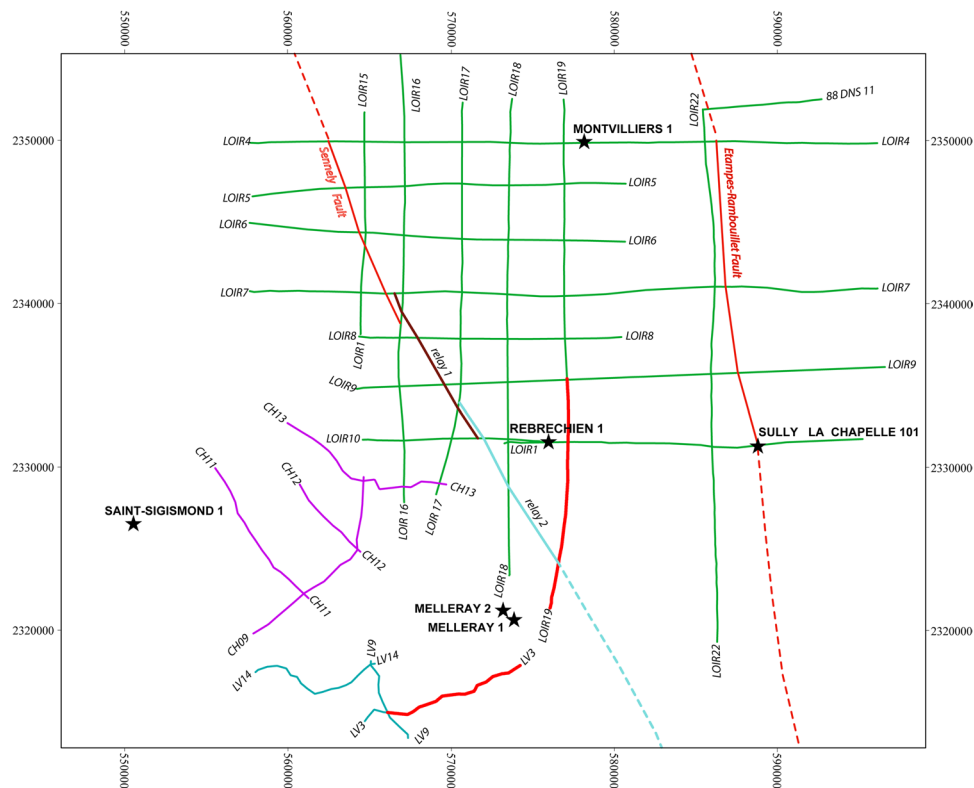 550000
560000
570000
580000
590000
LOIR15
LOIR16
LOIR17
LOIR18
LOIR19
LOIR22
88 DNS 11
2350000
LOIR4
MONTVILLIERS 1
LOIR4
2350000
Sennely Fault
Etampes-Rambouillet Fault
LOIR5
LOIR5
LOIR6
LOIR6
2340000
LOIR7
LOIR7
2340000
LOIR8
LOIR1
relay 1
LOIR8
LOIR9
LOIR9
CH13
LOIR10
REBRECHIEN 1
LOIR1
SULLY LA CHAPELLE 101
2330000
CH11
CH12
CH13
2330000
SAINT-SIGISMOND 1
LOIR 16
LOIR 17
relay 2
CH12
LOIR18
CH11
MELLERAY 2
MELLERAY 1
LOIR19
2320000
CH09
2320000
LV14
LV9
LV14
LV3
LOIR22
LV3
LV9
550000
560000
570000
580000
590000